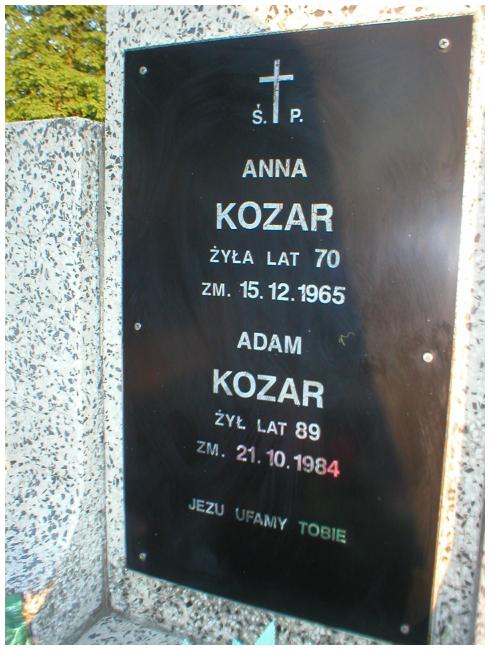 Ś. P.
ANNA
KOZAR
ŻYŁA LAT 70
ZM. 15.12.1965
ADAM
KOZAR
ŻYŁ LAT 89
ZM. 21.10.1984
JEZU UFAMY TOBIE